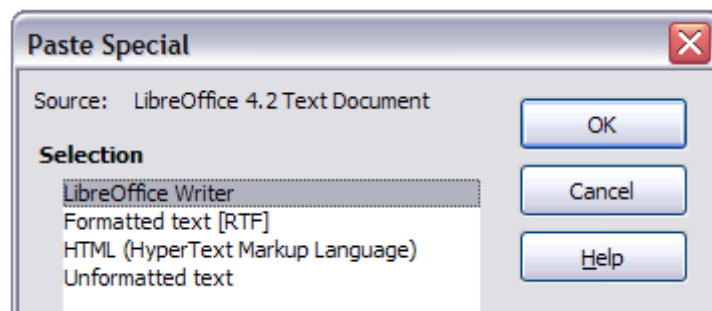 Paste Special
Source: LibreOffice 4.2 Text Document
OK
Selection
LibreOffice Writer
Cancel
Formatted text [RTF]
HTML (HyperText Markup Language)
Help
Unformatted text